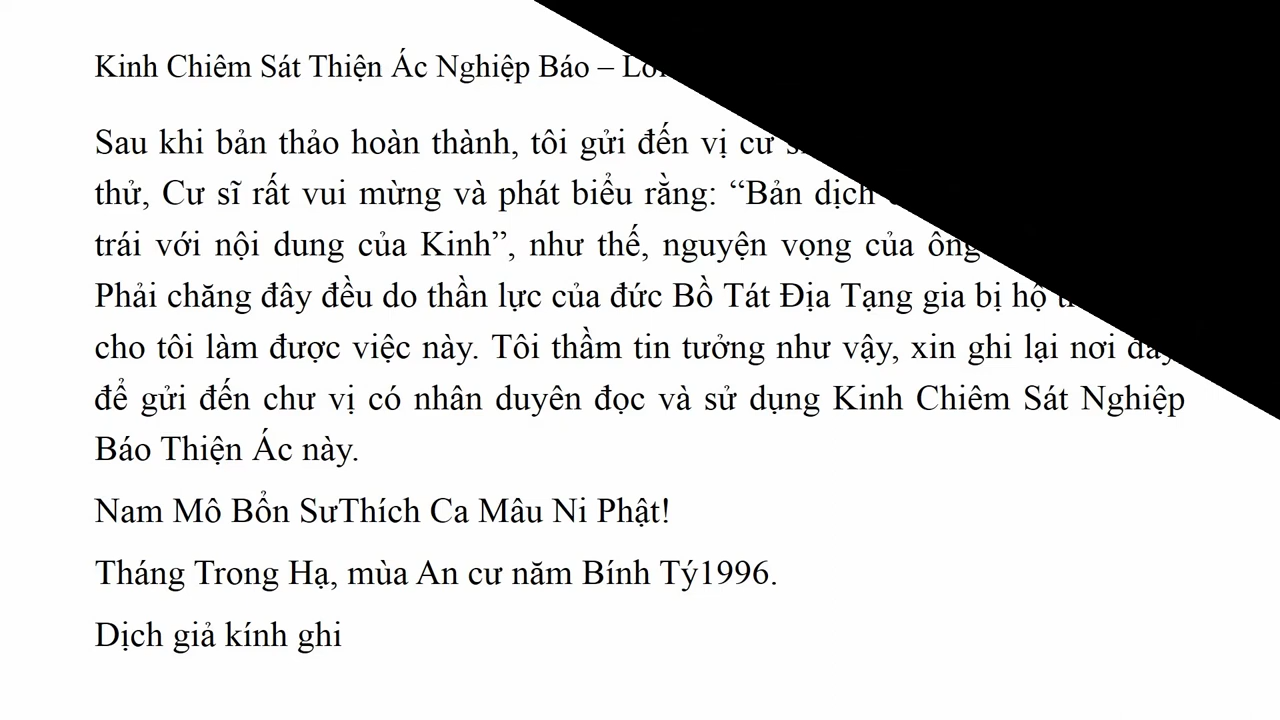 Kinh Chiêm Sát Thiện Ác Nghiệp Báo –
Sau khi bản thảo hoàn thành, tôi gửi đến vị cư
thử, Cư sĩ rất vui mừng và phát biểu rằng: “Bản dịch
trái với nội dung của Kinh”, như thế, nguyện vọng của ông
Phải chăng đây đều do thần lực của đức Bồ Tát Địa Tạng gia bị hộ
cho tôi làm được việc này. Tôi thầm tin tưởng như vậy, xin ghi lại nơi đây,
để gửi đến chư vị có nhân duyên đọc và sử dụng Kinh Chiêm Sát Nghiệp
Báo Thiện Ác này.
Nam Mô Bổn SưThích Ca Mâu Ni Phật!
Tháng Trong Hạ, mùa An cư năm Bính Tý1996.
Dịch giả kính ghi